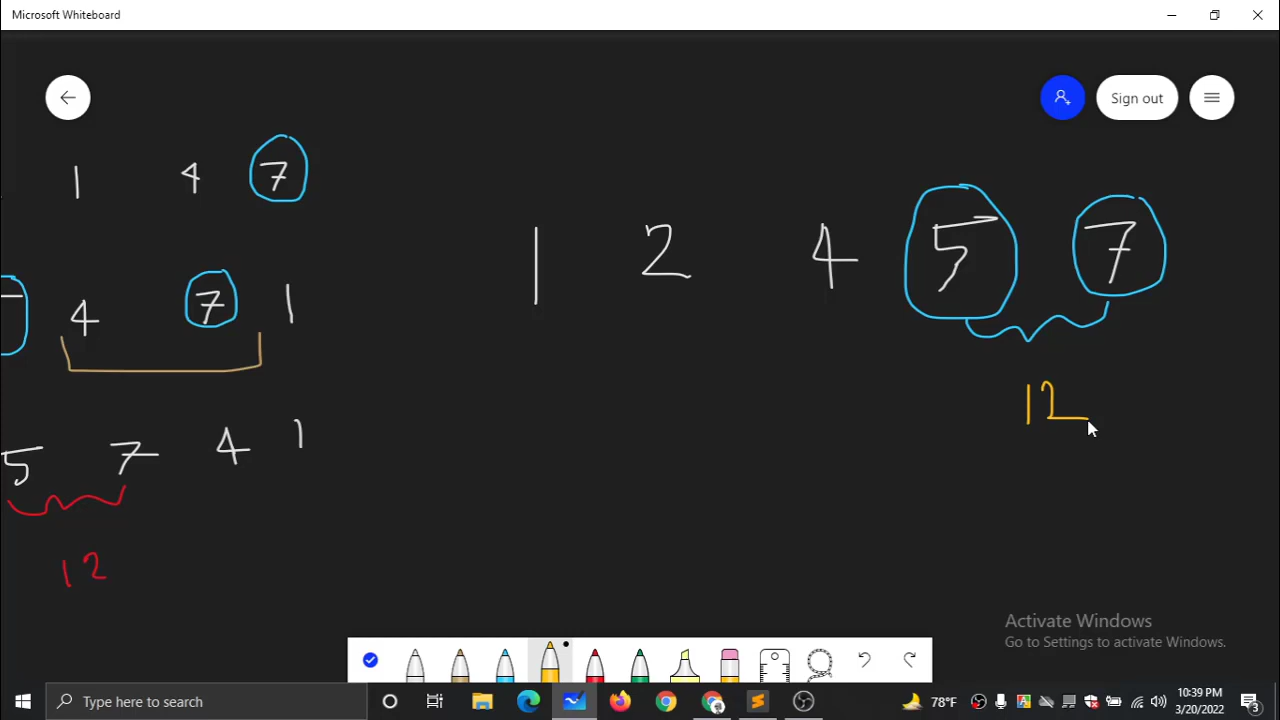 Microsoft Whiteboard
Sign out
1 4 7
1 2 4 5 7
4 7 1
12
5 7 4 1
12
Activate Windows
Go to Settings to activate Windows.
Type here to search
78°F
10:39 PM
3/20/2022
3